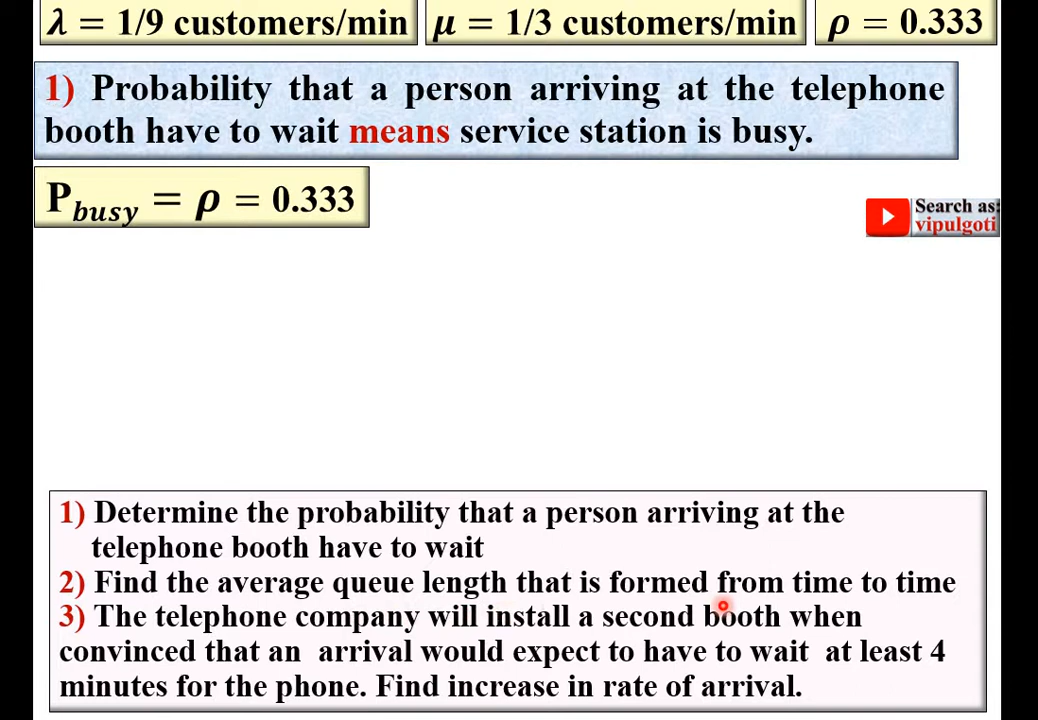 λ = 1/9 customers/min μ = 1/3 customers/min ρ = 0.333
1) Probability that a person arriving at the telephone
booth have to wait means service station is busy.
P_busy = ρ = 0.333
Search as:
vipulgoti
1) Determine the probability that a person arriving at the
telephone booth have to wait
2) Find the average queue length that is formed from time to time
3) The telephone company will install a second booth when
convinced that an arrival would expect to have to wait at least 4
minutes for the phone. Find increase in rate of arrival.